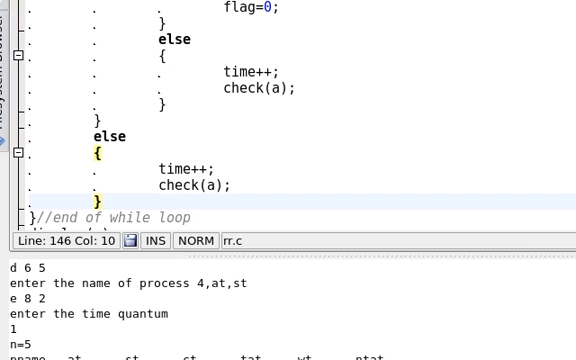 flag=0;
}
else
{
time++;
check(a);
}
}
else
{
time++;
check(a);
}
}//end of while loop
Line: 146 Col: 10 INS NORM rr.c
d 6 5
enter the name of process 4,at,st
e 8 2
enter the time quantum
1
n=5
pname at st ct tat wt ntat